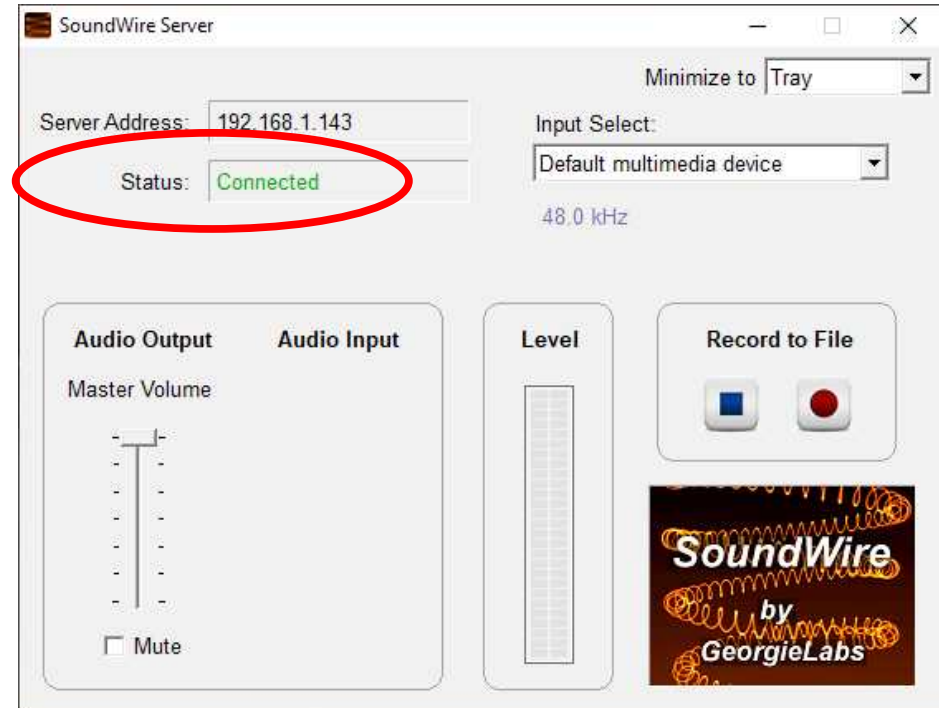 SoundWire Server
Minimize to Tray
Server Address: 192.168.1.143
Input Select:
Default multimedia device
Status: Connected
48.0 kHz
Audio Output Audio Input
Master Volume
Mute
Level
Record to File
SoundWire
by
GeorgieLabs